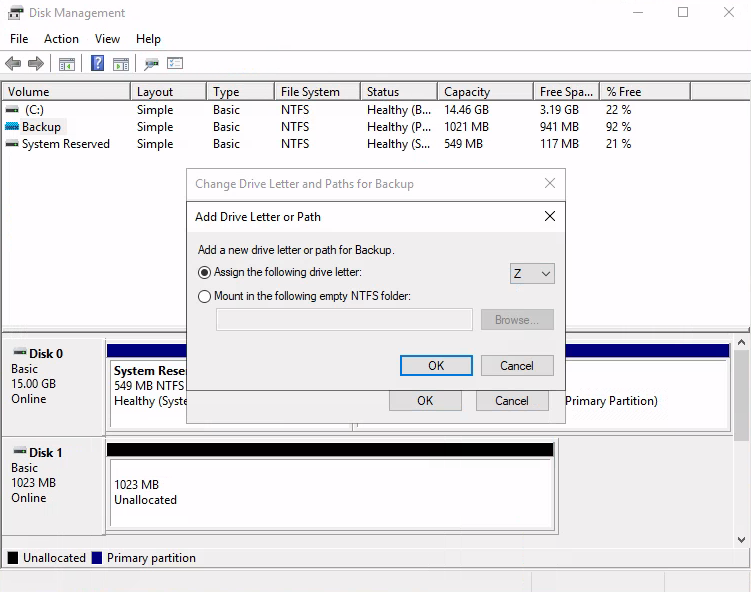 Disk Management
File Action View Help
Volume Layout Type File System Status Capacity Free Spa... % Free
(C:) Simple Basic NTFS Healthy (B... 14.46 GB 3.19 GB 22 %
Backup Simple Basic NTFS Healthy (P... 1021 MB 941 MB 92 %
System Reserved Simple Basic NTFS Healthy (S... 549 MB 117 MB 21 %
Change Drive Letter and Paths for Backup
Add Drive Letter or Path
Add a new drive letter or path for Backup.
Assign the following drive letter: Z
Mount in the following empty NTFS folder:
Browse...
OK Cancel
OK Cancel
Disk 0
Basic
15.00 GB
Online
System Rese
549 MB NTFS
Healthy (Syste
Primary Partition)
Disk 1
Basic
1023 MB
Online
1023 MB
Unallocated
Unallocated Primary partition